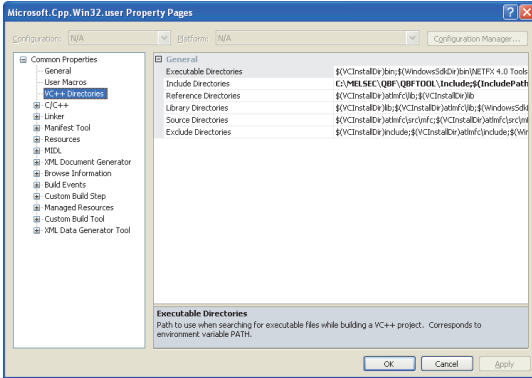 Microsoft.Cpp.Win32.user Property Pages
Configuration: N/A Platform: N/A Configuration Manager...
Common Properties
General
User Macros
VC++ Directories
C/C++
Linker
Manifest Tool
Resources
MIDL
XML Document Generator
Browse Information
Build Events
Custom Build Step
Managed Resources
Custom Build Tool
XML Data Generator Tool
General
Executable Directories $(VCInstallDir)bin;$(WindowsSdkDir)bin\NETFX 4.0 Tools
Include Directories C:\MELSEC\QBF\QBFTOOL\Include;$(IncludePath
Reference Directories $(VCInstallDir)atlmfc\lib;$(VCInstallDir)lib
Library Directories $(VCInstallDir)lib;$(VCInstallDir)atlmfc\lib;$(WindowsSdk
Source Directories $(VCInstallDir)atlmfc\src\mfc;$(VCInstallDir)atlmfc\src\m
Exclude Directories $(VCInstallDir)include;$(VCInstallDir)atlmfc\include;$(Win
Executable Directories
Path to use when searching for executable files while building a VC++ project. Corresponds to
environment variable PATH.
OK Cancel Apply